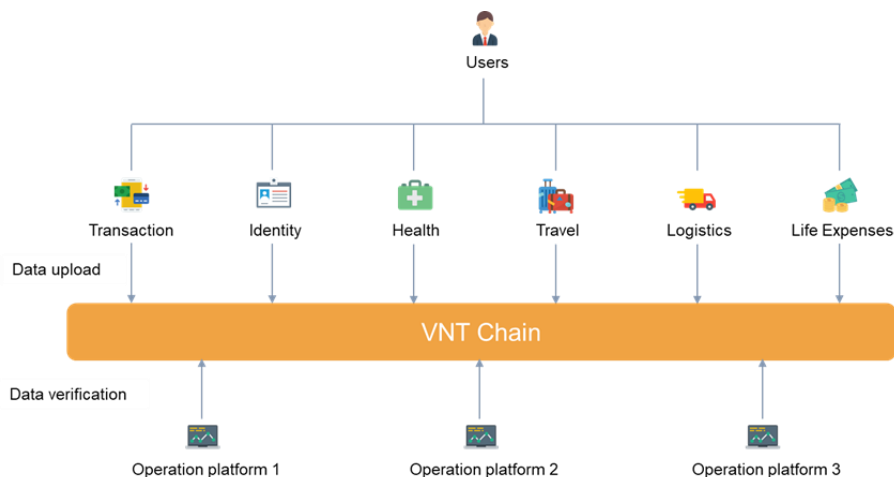 Users
Transaction
Identity
Health
Travel
Logistics
Life Expenses
Data upload
VNT Chain
Data verification
Operation platform 1
Operation platform 2
Operation platform 3